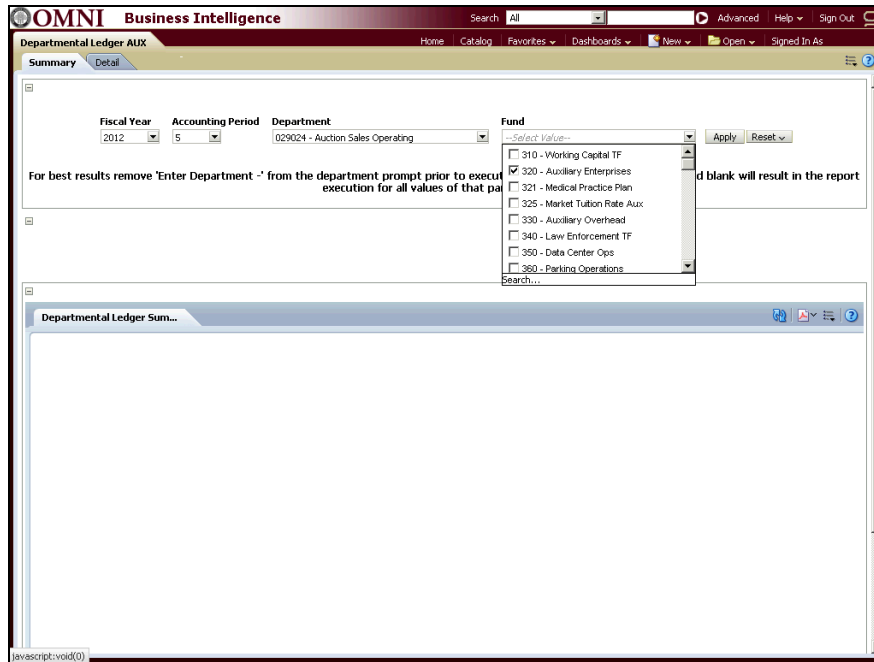 OMNI Business Intelligence
Search All Advanced Help Sign Out
Departmental Ledger AUX
Home Catalog Favorites Dashboards New Open Signed In As
Summary Detail
Fiscal Year Accounting Period Department Fund
2012 5 029024 - Auction Sales Operating --Select Value-- Apply Reset
310 - Working Capital TF
320 - Auxiliary Enterprises
321 - Medical Practice Plan
325 - Market Tuition Rate Aux
330 - Auxiliary Overhead
340 - Law Enforcement TF
350 - Data Center Ops
360 - Parking Operations
Search...
For best results remove 'Enter Department -' from the department prompt prior to execut d blank will result in the report
execution for all values of that pa
Departmental Ledger Sum...
javascript:void(0)